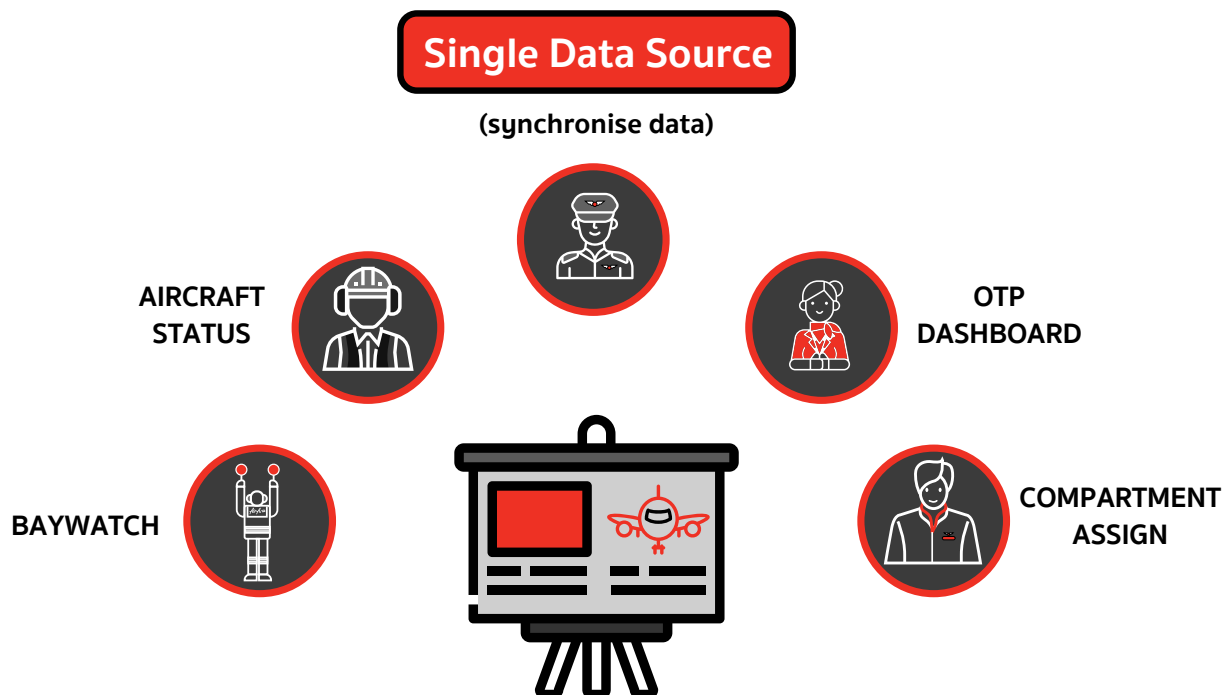 Single Data Source
(synchronise data)
AIRCRAFT
STATUS
OTP
DASHBOARD
BAYWATCH
COMPARTMENT
ASSIGN